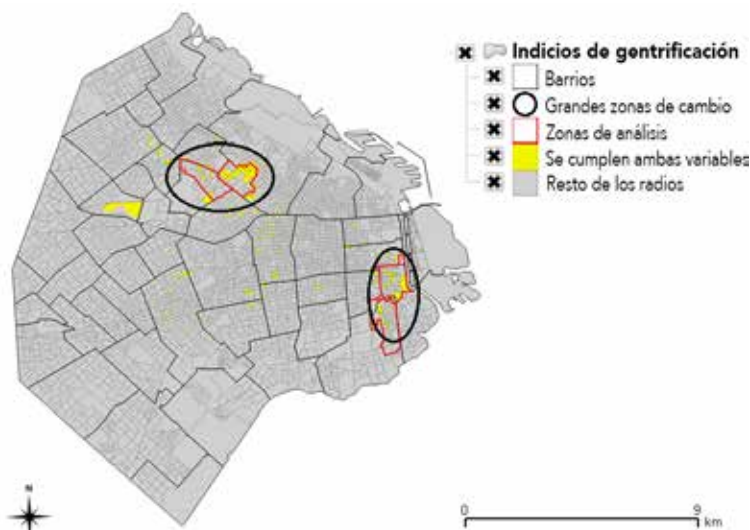 Indicios de gentrificación
Barrios
Grandes zonas de cambio
Zonas de análisis
Se cumplen ambas variables
Resto de los radios
N
0 9
km